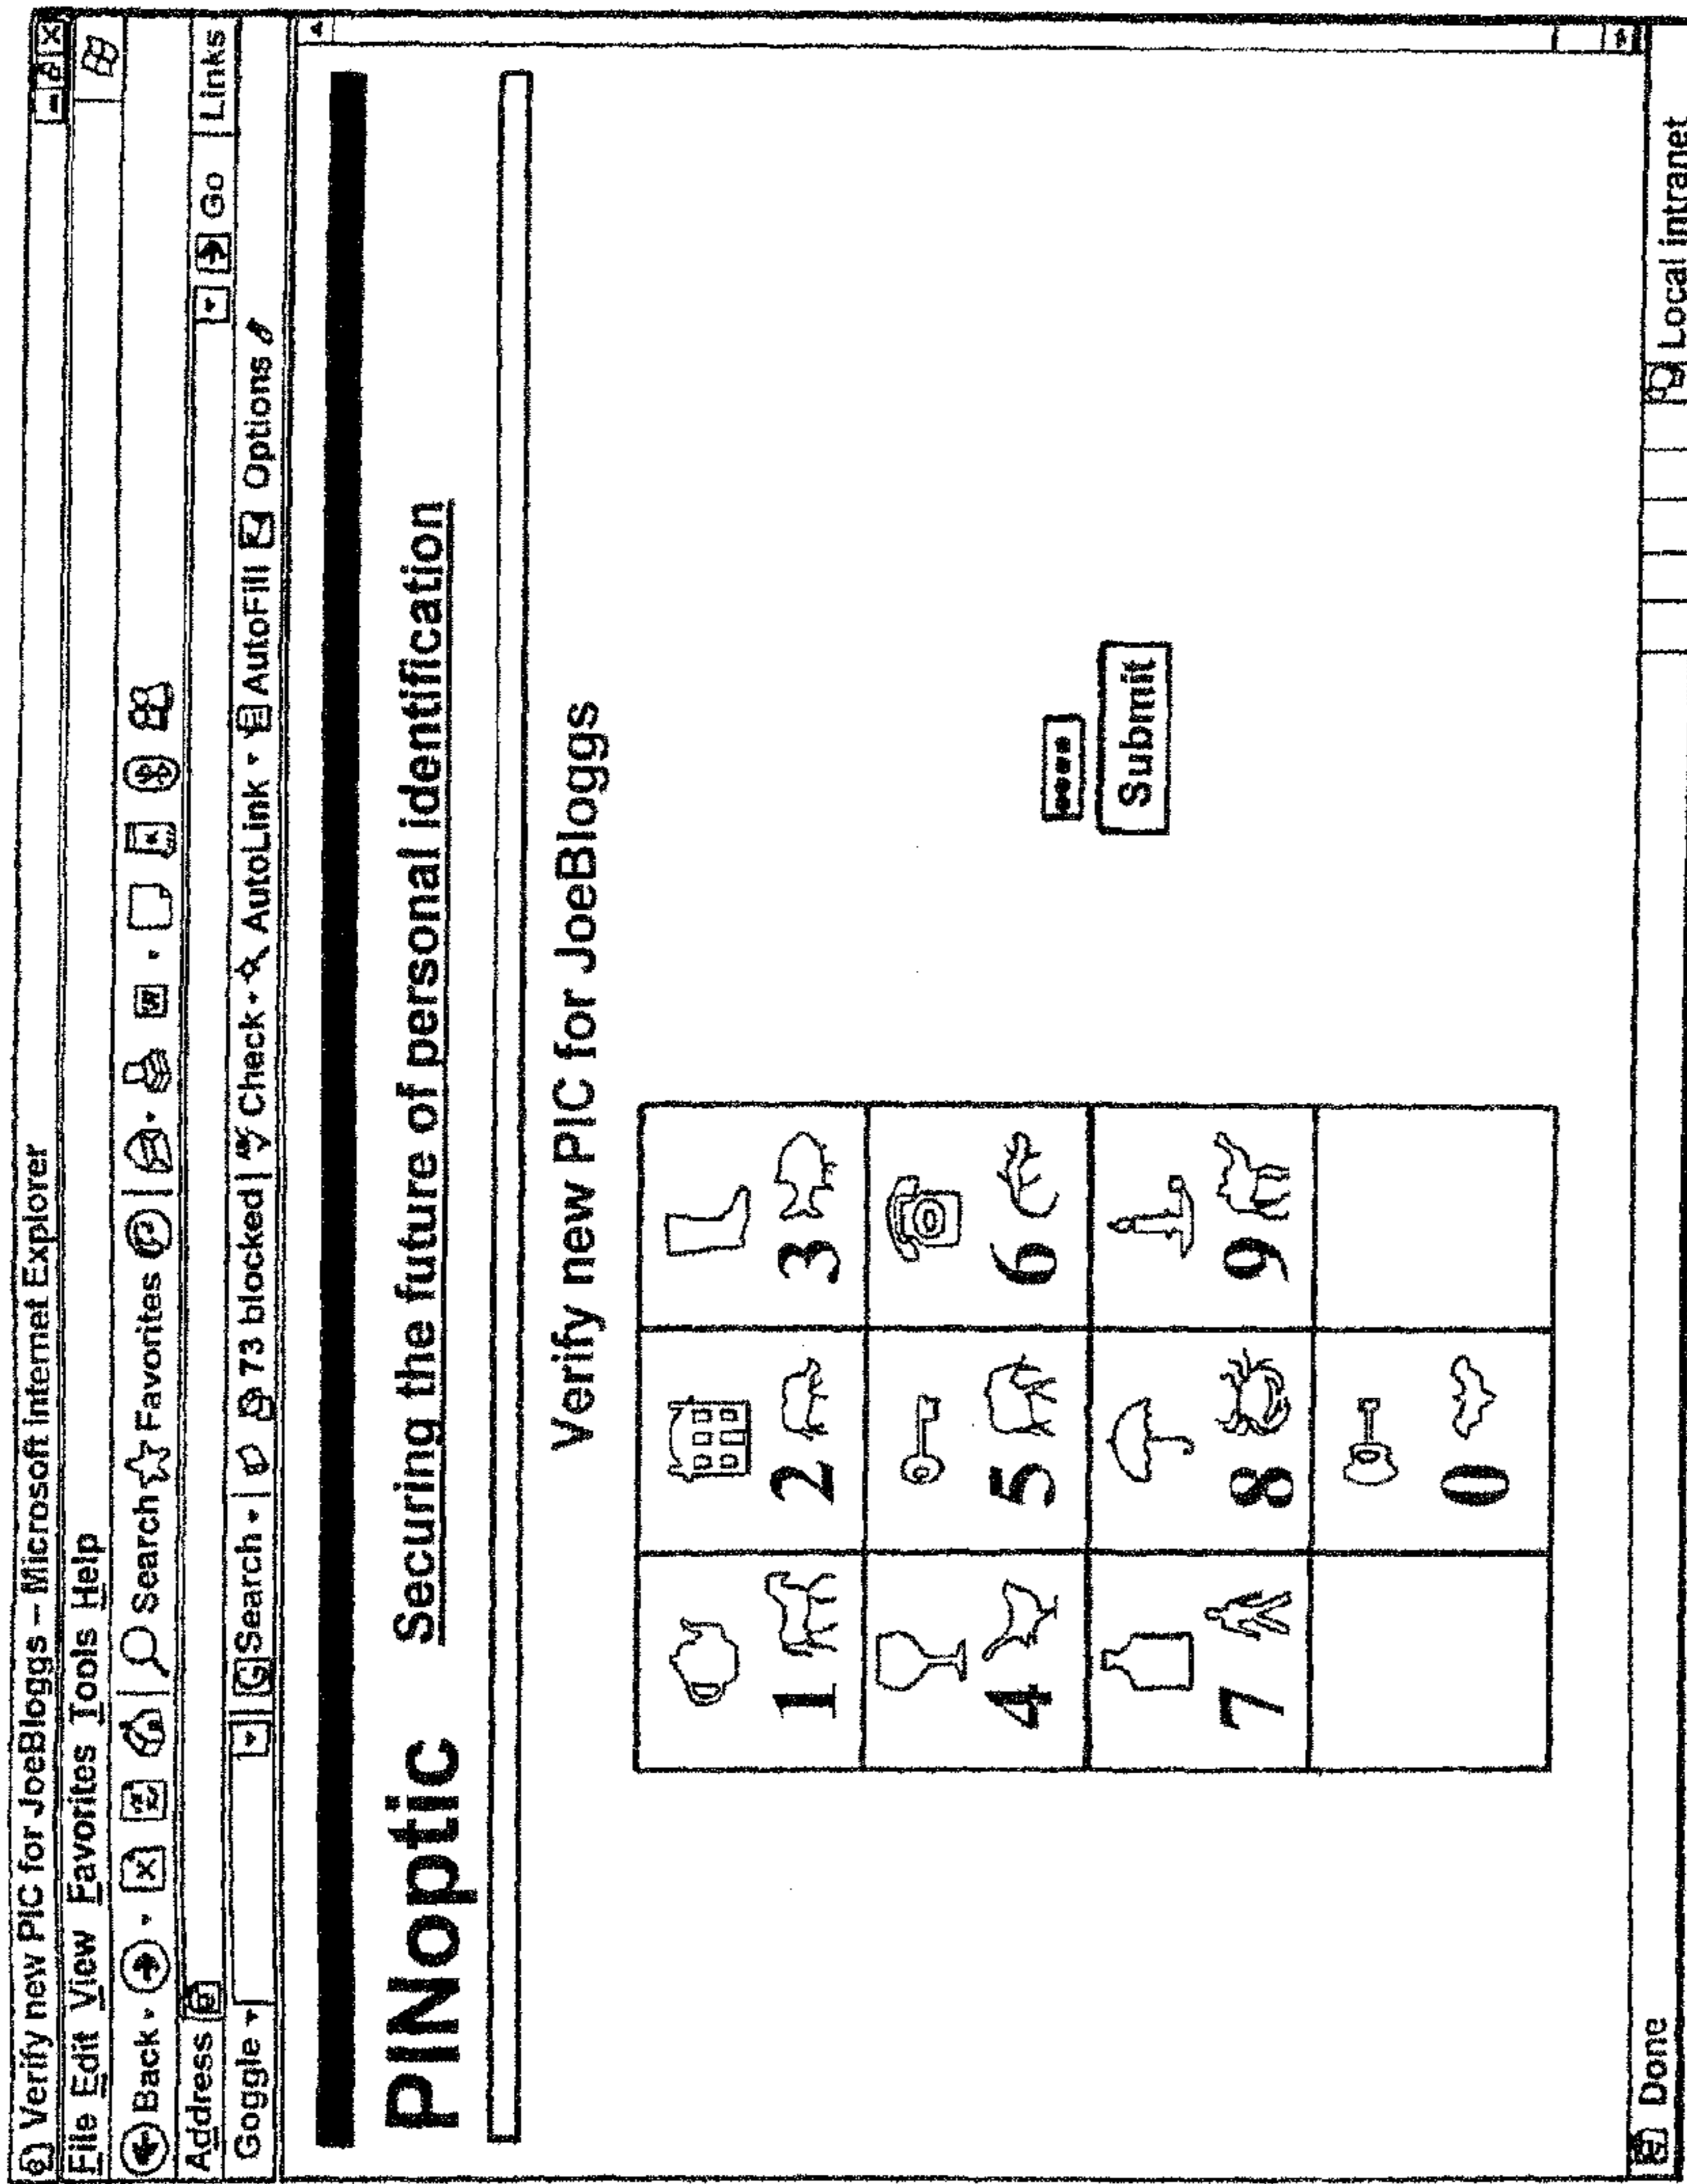 Verify new PIC for JoeBloggs – Microsoft Internet Explorer
File Edit View Favorites Tools Help
Back Search Favorites
Address Go Links
Goggle G Search 73 blocked ABC Check AutoLink AutoFill Options
PINoptic Securing the future of personal identification
Verify new PIC for JoeBloggs
1 2 3
4 5 6
7 8 9
0
Submit
Done Local intranet